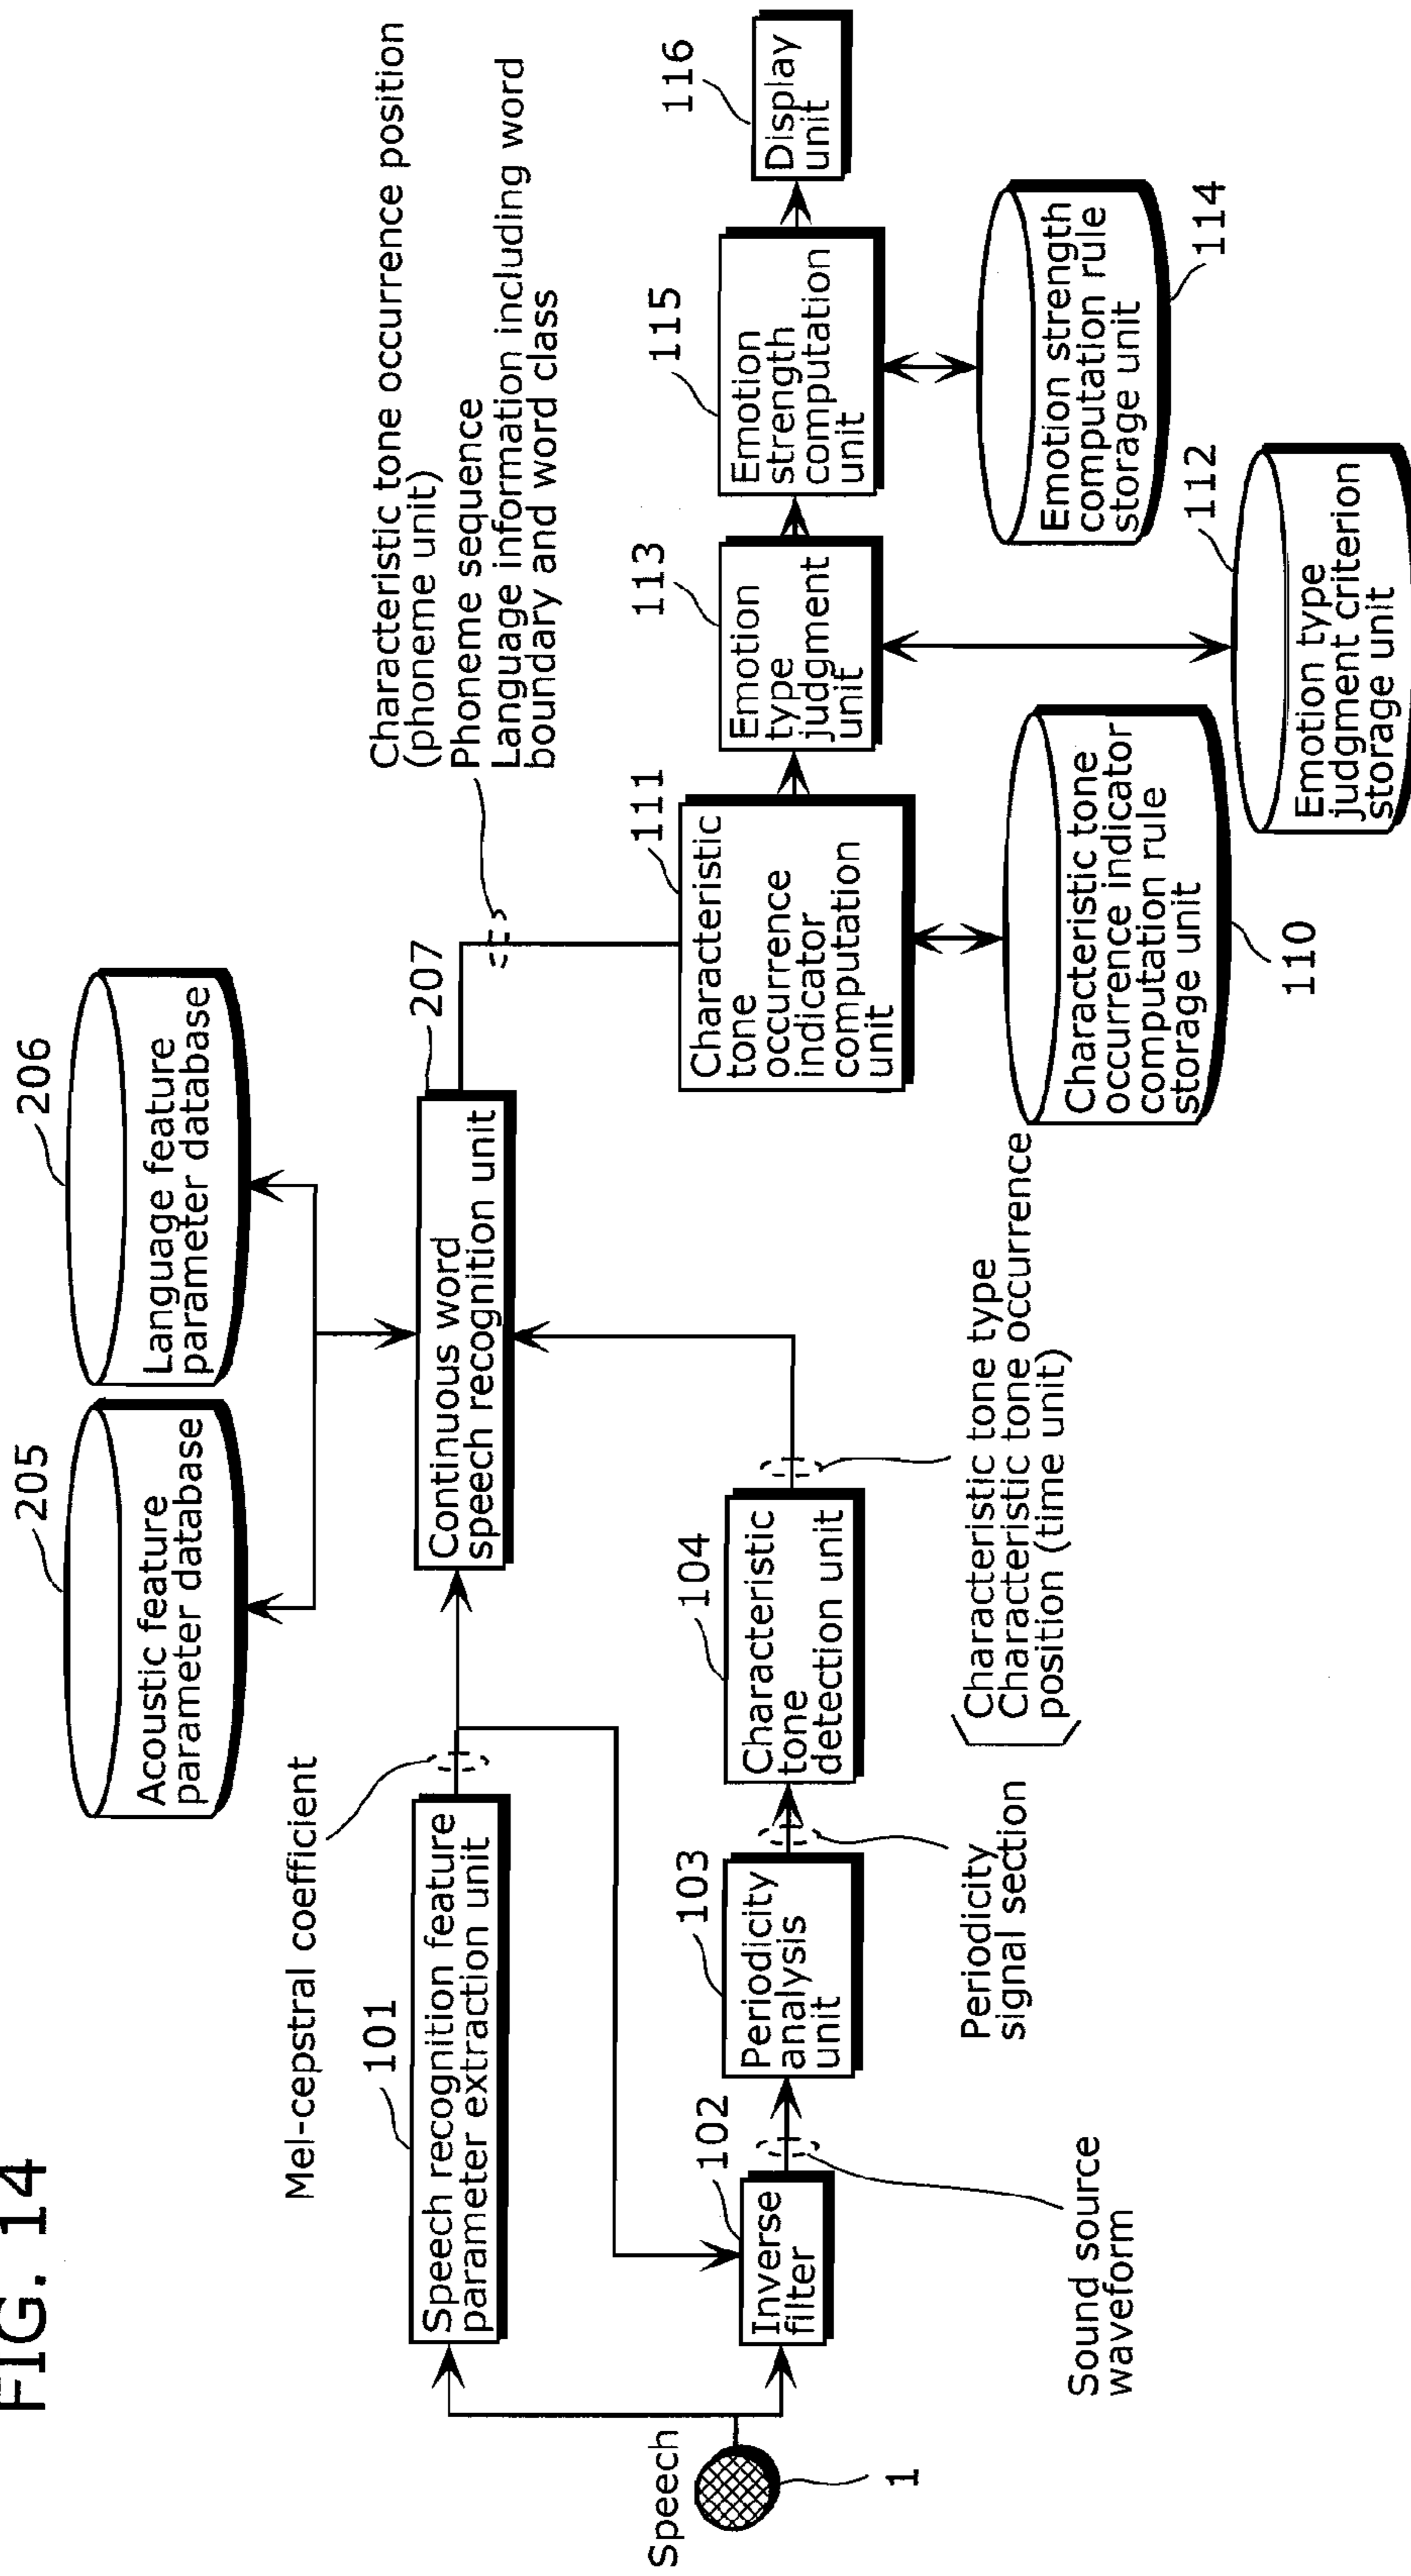 FIG. 14
205
Acoustic feature
parameter database
206
Language feature
parameter database
Mel-cepstral coefficient
101
Speech recognition feature
parameter extraction unit
207
Continuous word
speech recognition unit
Characteristic tone occurrence position
(phoneme unit)
Phoneme sequence
Language information including word
boundary and word class
Speech
1
102
Inverse
filter
103
Periodicity
analysis
unit
104
Characteristic
tone
detection unit
111
Characteristic
tone
occurrence
indicator
computation
unit
113
Emotion
type
judgment
unit
115
Emotion
strength
computation
unit
116
Display
unit
Sound source
waveform
Periodicity
signal section
Characteristic tone type
Characteristic tone occurrence
position (time unit)
Characteristic tone
occurrence indicator
computation rule
storage unit
110
Emotion strength
computation rule
storage unit
114
112
Emotion type
judgment criterion
storage unit